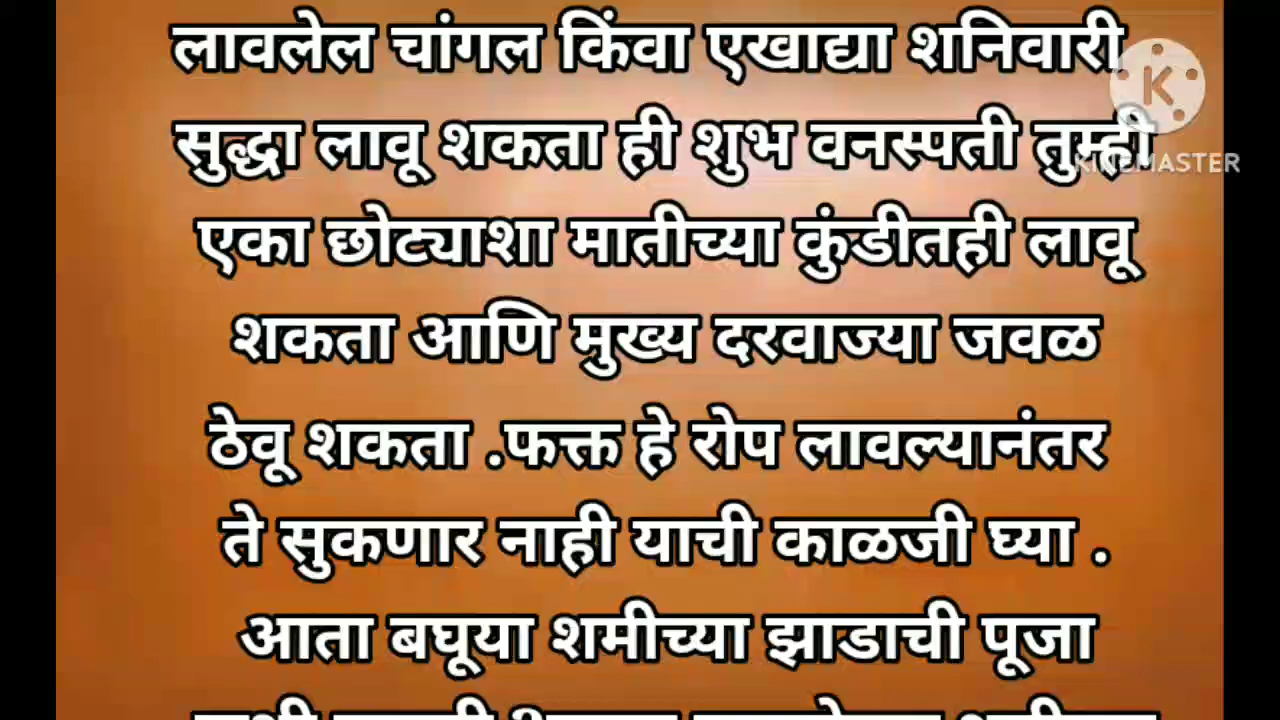 लावलेल चांगल किंवा एखाद्या शनिवारी
सुद्धा लावू शकता ही शुभ वनस्पती तुम्ही
एका छोट्याशा मातीच्या कुंडीतही लावू
शकता आणि मुख्य दरवाज्या जवळ
ठेवू शकता .फक्त हे रोप लावल्यानंतर
ते सुकणार नाही याची काळजी घ्या .
आता बघूया शमीच्या झाडाची पूजा
K
KINEMASTER